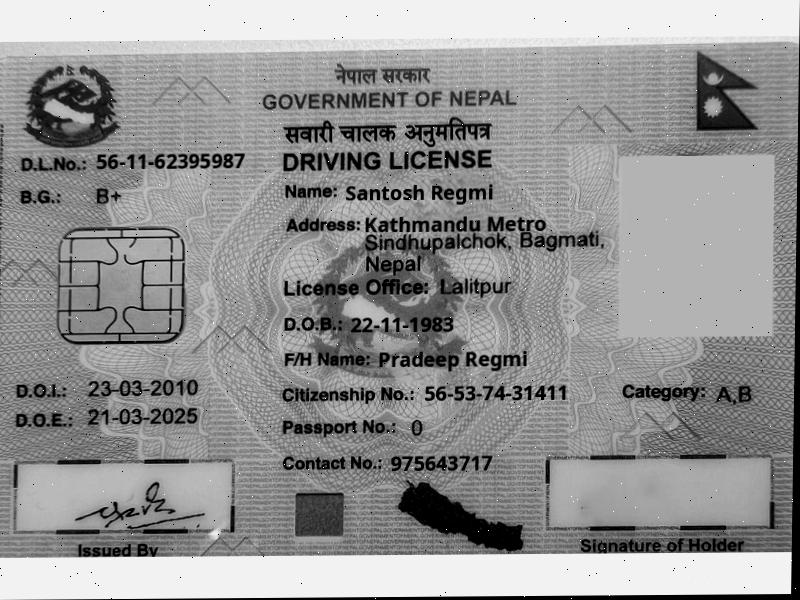 नेपाल सरकार
GOVERNMENT OF NEPAL
सवारी चालक अनुमतिपत्र
DRIVING LICENSE
D.L.No.: 56-11-62395987
B.G.: B+
Name: Santosh Regmi
Address: Kathmandu Metro
Sindhupalchok, Bagmati,
Nepal
License Office: Lalitpur
D.O.B.: 22-11-1983
F/H Name: Pradeep Regmi
D.O.I.: 23-03-2010
Citizenship No.: 56-53-74-31411
Category: A,B
D.O.E.: 21-03-2025
Passport No.: 0
Contact No.: 975643717
Issued By
Signature of Holder